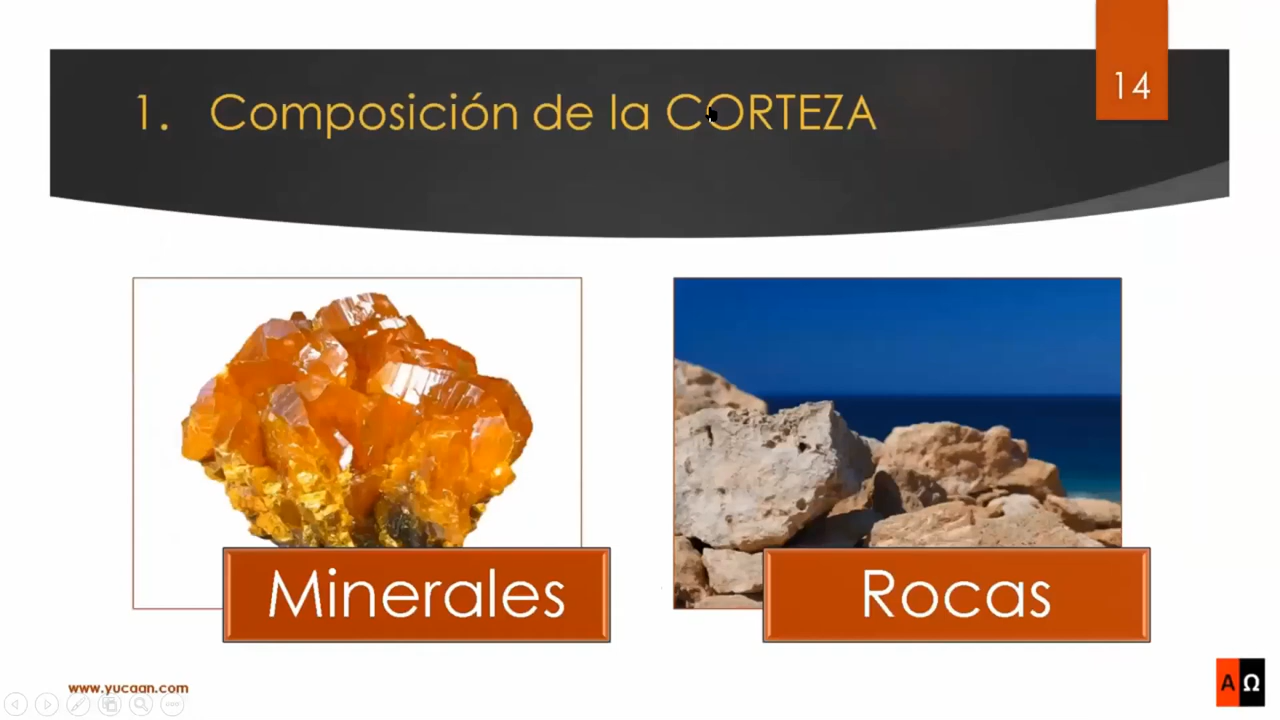 14
1. Composición de la CORTEZA
Minerales
Rocas
www.yucaan.com
A Ω